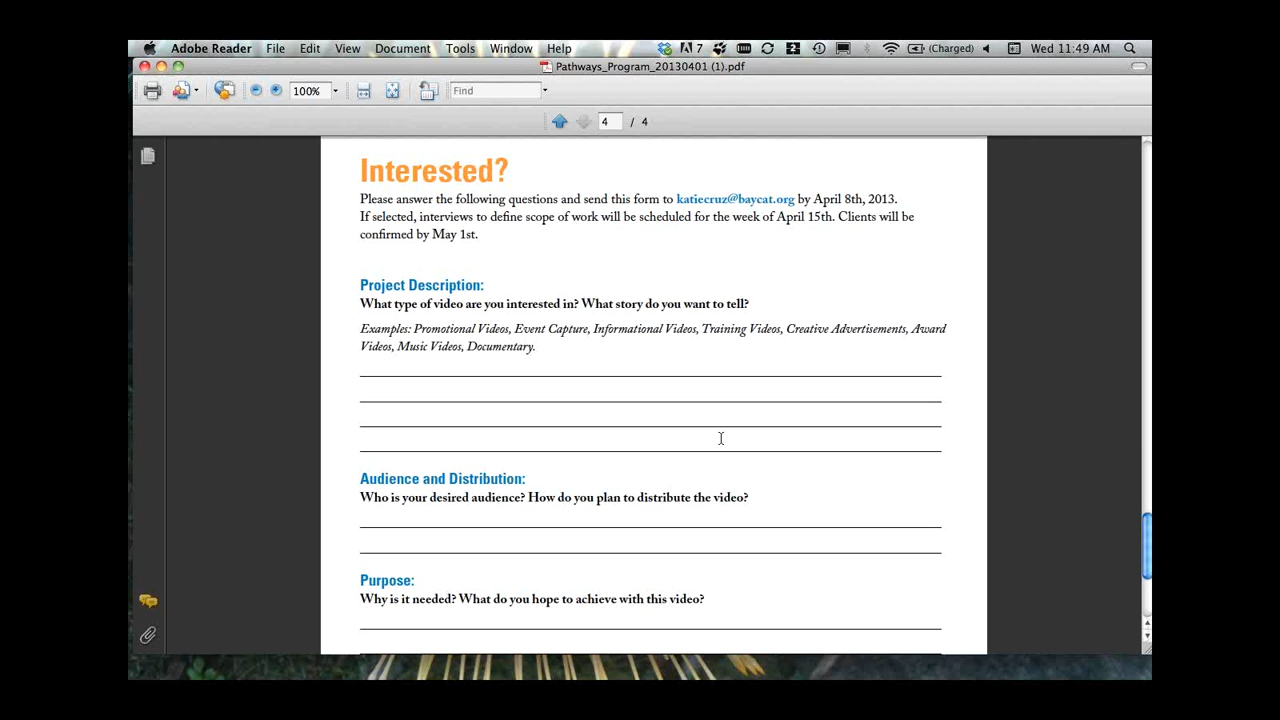 Adobe Reader File Edit View Document Tools Window Help 7 2 (Charged) Wed 11:49 AM
Pathways_Program_20130401 (1).pdf
100% Find
4 / 4
Interested?
Please answer the following questions and send this form to katiecruz@baycat.org by April 8th, 2013.
If selected, interviews to define scope of work will be scheduled for the week of April 15th. Clients will be
confirmed by May 1st.
Project Description:
What type of video are you interested in? What story do you want to tell?
Examples: Promotional Videos, Event Capture, Informational Videos, Training Videos, Creative Advertisements, Award
Videos, Music Videos, Documentary.
Audience and Distribution:
Who is your desired audience? How do you plan to distribute the video?
Purpose:
Why is it needed? What do you hope to achieve with this video?